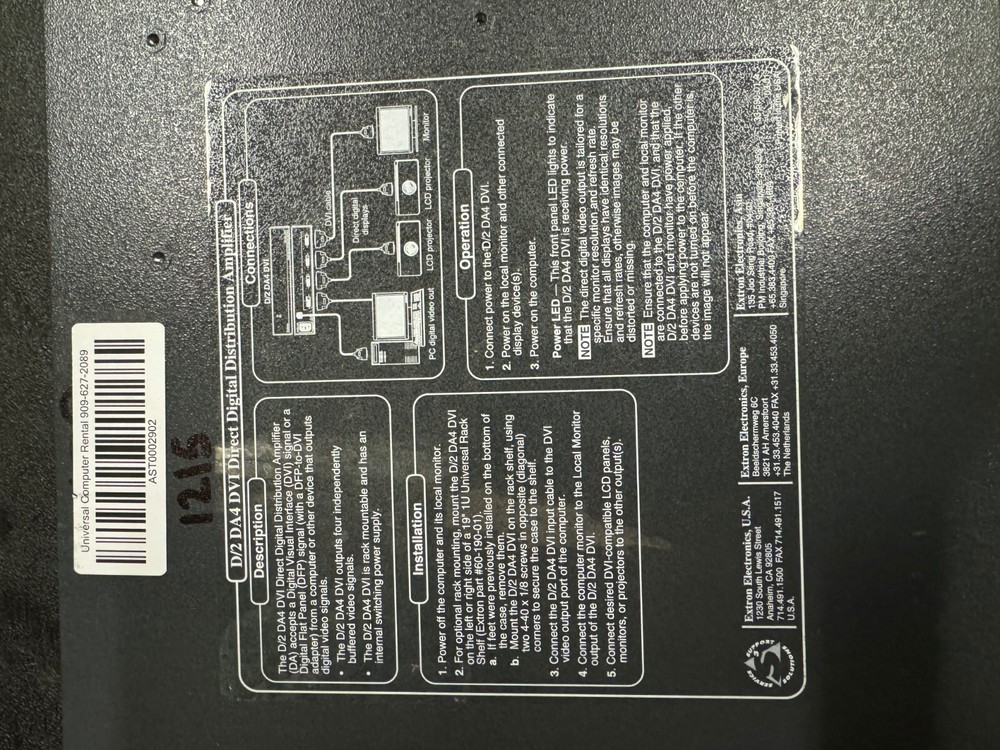 Universal Computer Rental 909-627-2089
AST0002902
1215
D/2 DA4 DVI Direct Digital Distribution Amplifier
Description
The D/2 DA4 DVI Direct Digital Distribution Amplifier
(DA) accepts a Digital Visual Interface (DVI) signal or a
Digital Flat Panel (DFP) signal (with a DFP-to-DVI
adapter) from a computer or other device that outputs
digital video signals.
• The D/2 DA4 DVI outputs four independently
buffered video signals.
• The D/2 DA4 DVI is rack mountable and has an
internal switching power supply.
Installation
1. Power off the computer and its local monitor.
2. For optional rack mounting, mount the D/2 DA4 DVI
on the left or right side of a 19" 1U Universal Rack
Shelf (Extron part #60-190-01).
a. If feet were previously installed on the bottom of
the case, remove them.
b. Mount the D/2 DA4 DVI on the rack shelf, using
two 4-40 x 1/8 screws in opposite (diagonal)
corners to secure the case to the shelf.
3. Connect the D/2 DA4 DVI input cable to the DVI
video output port of the computer.
4. Connect the computer monitor to the Local Monitor
output of the D/2 DA4 DVI.
5. Connect desired DVI-compatible LCD panels,
monitors, or projectors to the other output(s).
Connections
D/2 DA4 DVI
DVI cable
Direct digital
displays
PC digital video out
LCD projector
LCD projector
Monitor
Operation
1. Connect power to the D/2 DA4 DVI.
2. Power on the local monitor and other connected
display device(s).
3. Power on the computer.
Power LED — This front panel LED lights to indicate
that the D/2 DA4 DVI is receiving power.
NOTE The direct digital video output is tailored for a
specific monitor resolution and refresh rate.
Ensure that all displays have identical resolutions
and refresh rates, otherwise images may be
distorted or missing.
NOTE Ensure that the computer and local monitor
are connected to the D/2 DA4 DVI, and that the
D/2 DA4 DVI and monitor have power applied,
before applying power to the computer. If the other
devices are not turned on before the computer is,
the image will not appear.
SERVICE SUPPORT SOLUTIONS
Extron Electronics, U.S.A.
1230 South Lewis Street
Anaheim, CA 92805
714.491.1500 FAX 714.491.1517
U.S.A.
Extron Electronics, Europe
Beeldschermweg 6C
3821 AH Amersfoort
+31.33.453.4040 FAX +31.33.453.4050
The Netherlands
Extron Electronics, Asia
135 Joo Seng Road
PM Industrial Building, Singapore
+65.383.4400 FAX
Singapore